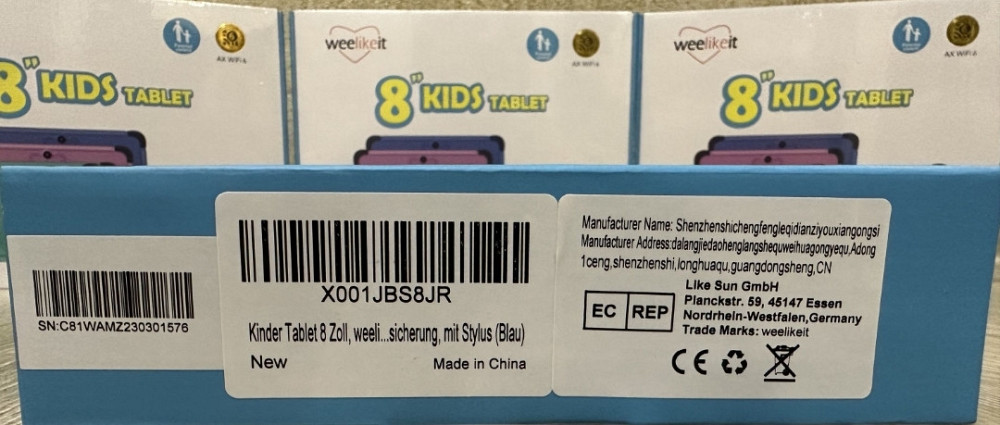 8" KIDS TABLET
AX WiFi 6
weelikeit
8" KIDS TABLET
AX WiFi 6
weelikeit
8" KIDS TABLET
AX WiFi 6
SN:C81WAMZ230301576
X001JBS8JR
Kinder Tablet 8 Zoll, weeli...sicherung, mit Stylus (Blau)
New
Made in China
Manufacturer Name: Shenzhenshichengfengleqidianziyouxiangongsi
Manufacturer Address:dalangjiedaohenglangshequweihuagongyequ,Adong
1ceng,shenzhenshi,longhuaqu,guangdongsheng,CN
EC REP
Like Sun GmbH
Planckstr. 59, 45147 Essen
Nordrhein-Westfalen,Germany
Trade Marks: weelikeit
CE